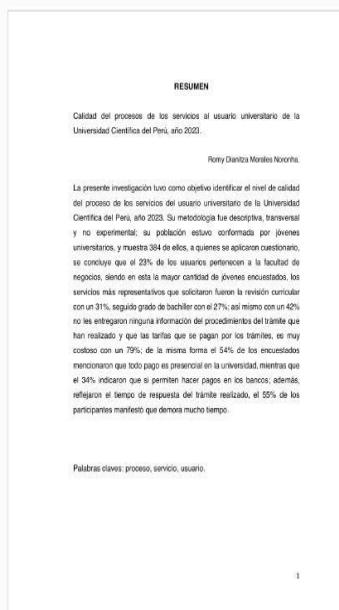 RESUMEN
Calidad del procesos de los servicios al usuario universitario de la
Universidad Científica del Perú, año 2023.
Romy Dianitza Morales Noronha.
La presente investigación tuvo como objetivo identificar el nivel de calidad
del proceso de los servicios del usuario universitario de la Universidad
Científica del Perú, año 2023. Su metodología fue descriptiva, transversal
y no experimental; su población estuvo conformada por jóvenes
universitarios, y muestra 384 de ellos, a quienes se aplicaron cuestionario,
se concluye que el 23% de los usuarios pertenecen a la facultad de
negocios, siendo en esta la mayor cantidad de jóvenes encuestados, los
servicios más representativos que solicitaron fueron la revisión curricular
con un 31%, seguido grado de bachiller con el 27%; así mismo con un 42%
no les entregaron ninguna información del procedimientos del trámite que
han realizado y que las tarifas que se pagan por los trámites, es muy
costoso con un 79%; de la misma forma el 54% de los encuestados
mencionaron que todo pago es presencial en la universidad, mientras que
el 34% indicaron que si permiten hacer pagos en los bancos; además,
reflejaron el tiempo de respuesta del trámite realizado, el 55% de los
participantes manifestó que demora mucho tiempo.
Palabras claves: proceso, servicio, usuario.
1